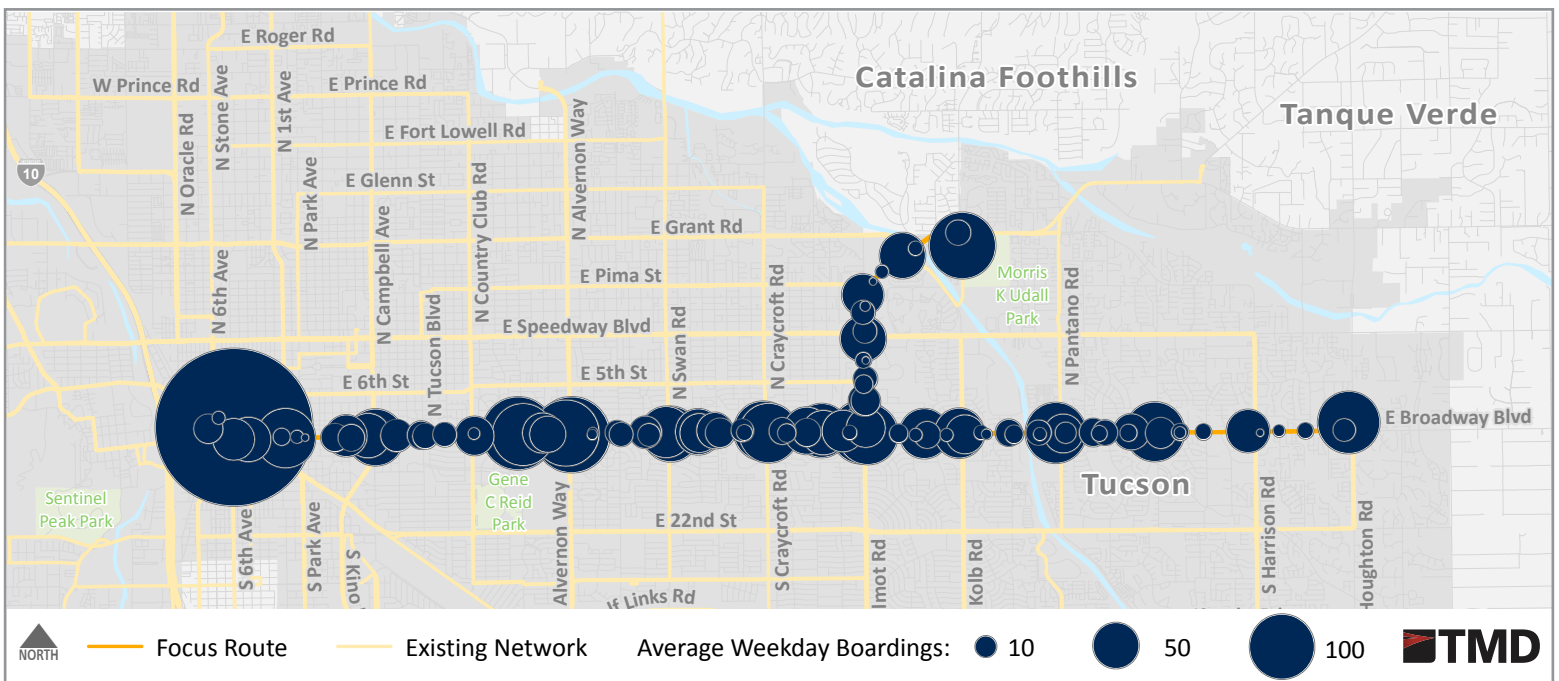 E Roger Rd
W Prince Rd
E Prince Rd
Catalina Foothills
Tanque Verde
N Oracle Rd
N Stone Ave
N 1st Ave
E Fort Lowell Rd
N Alvernon Way
10
N Park Ave
E Glenn St
N Country Club Rd
N Campbell Ave
E Grant Rd
N 6th Ave
E Pima St
N Craycroft Rd
Morris
K Udall
Park
N Pantano Rd
N Tucson Blvd
E Speedway Blvd
N Swan Rd
E 6th St
E 5th St
E Broadway Blvd
Sentinel
Peak Park
Gene
C Reid
Park
Tucson
S 6th Ave
S Park Ave
S Kino
Alvernon Way
E 22nd St
S Craycroft Rd
lmot Rd
Kolb Rd
S Harrison Rd
Houghton Rd
lf Links Rd
NORTH
Focus Route
Existing Network
Average Weekday Boardings:
10
50
100
TMD